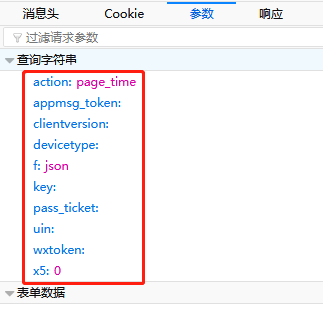 消息头 Cookie 参数 响应
过滤请求参数
查询字符串
action: page_time
appmsg_token:
clientversion:
devicetype:
f: json
key:
pass_ticket:
uin:
wxtoken:
x5: 0
表单数据